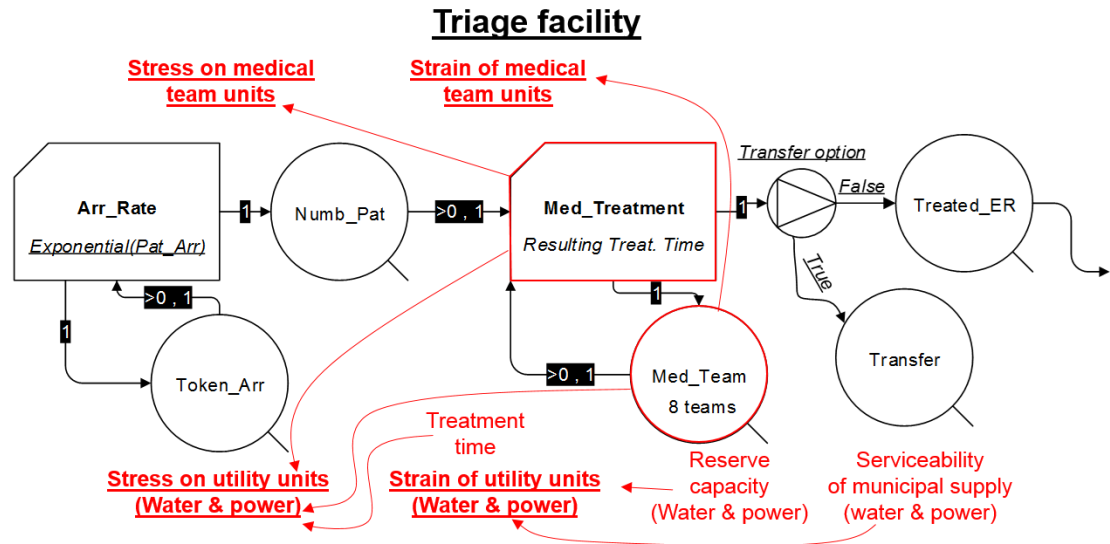 Triage facility
Stress on medical
team units
Strain of medical
team units
Transfer option
False
True
Arr_Rate
Exponential(Pat_Arr)
1
Numb_Pat
>0 , 1
Med_Treatment
Resulting Treat. Time
1
Treated_ER
>0 , 1
1
Token_Arr
1
>0 , 1
Med_Team
8 teams
Transfer
Treatment
time
Stress on utility units
(Water & power)
Strain of utility units
(Water & power)
Reserve
capacity
(Water & power)
Serviceability
of municipal supply
(water & power)